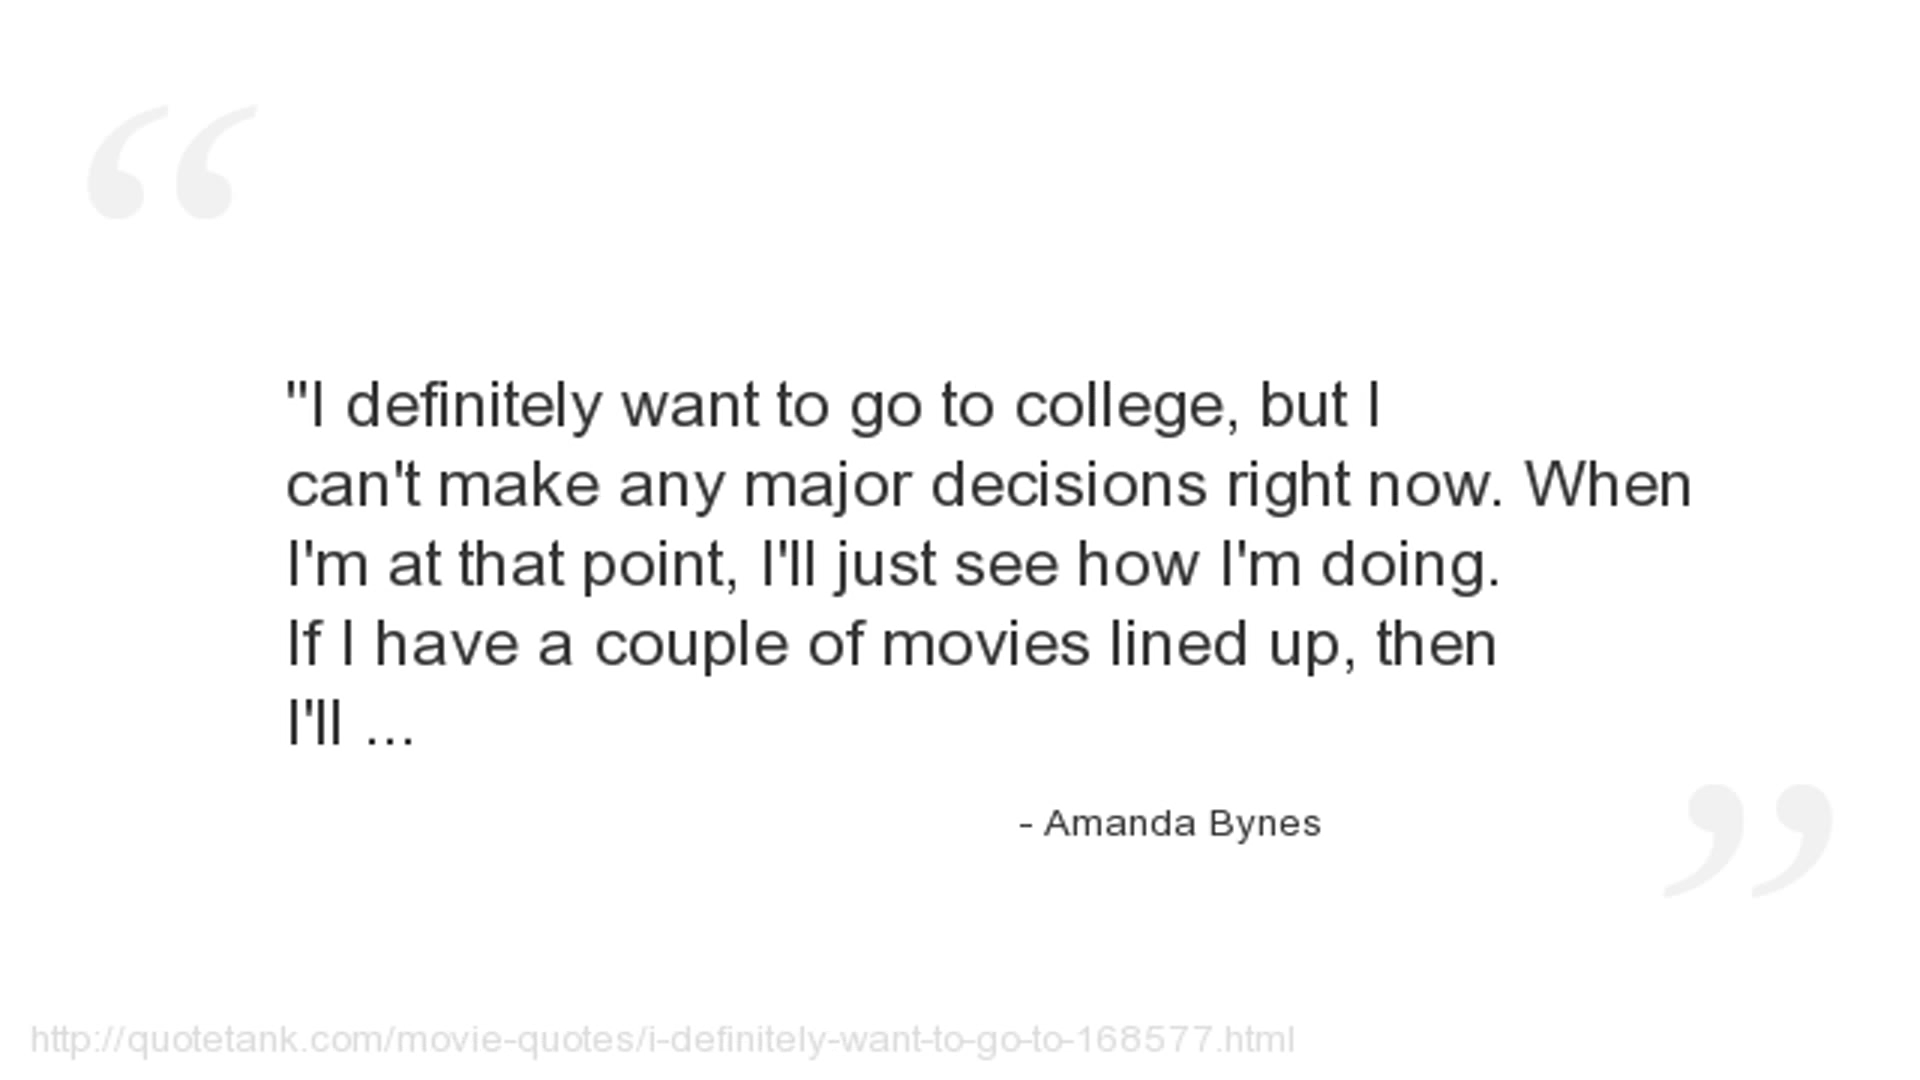 "I definitely want to go to college, but I
can't make any major decisions right now. When
I'm at that point, I'll just see how I'm doing.
If I have a couple of movies lined up, then
I'll ...
- Amanda Bynes
http://quotetank.com/movie-quotes/i-definitely-want-to-go-to-168577.html